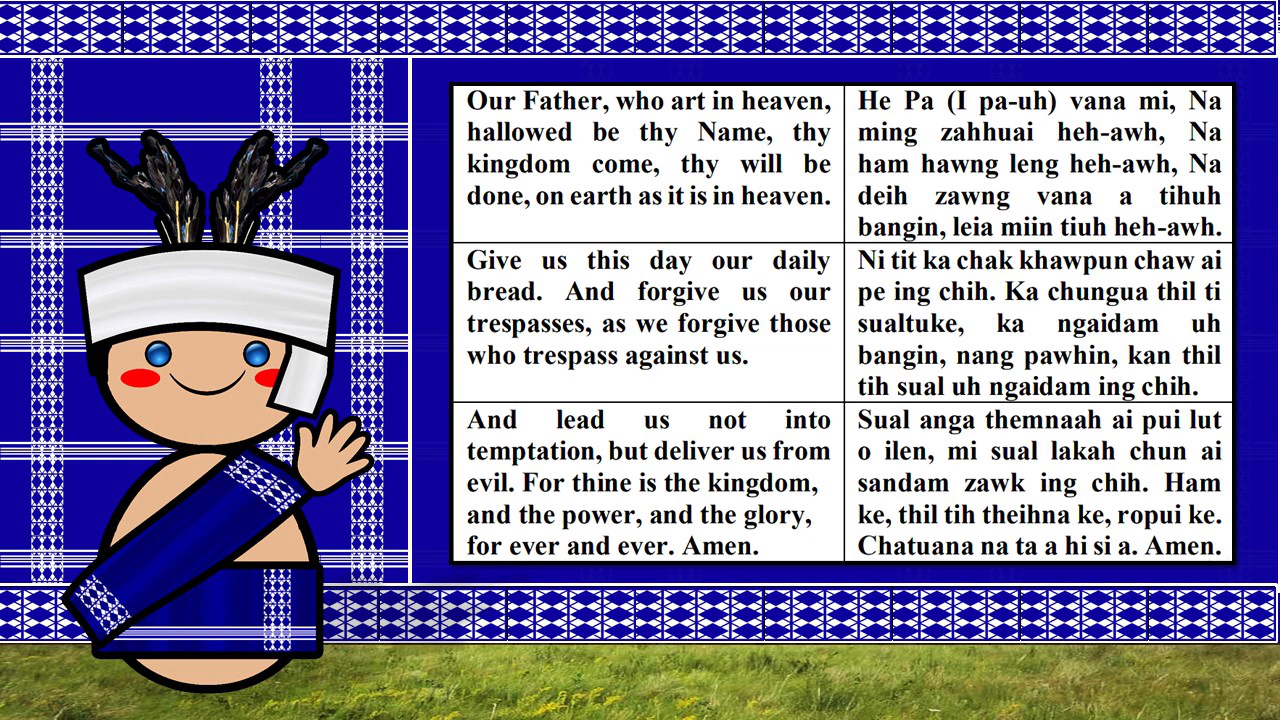 Our Father, who art in heaven,
hallowed be thy Name, thy
kingdom come, thy will be
done, on earth as it is in heaven.
He Pa (I pa-uh) vana mi, Na
ming zahhuai heh-awh, Na
ham hawng leng heh-awh, Na
deih zawng vana a tihuh
bangin, leia miin tiuh heh-awh.
Give us this day our daily
bread. And forgive us our
trespasses, as we forgive those
who trespass against us.
Ni tit ka chak khawpun chaw ai
pe ing chih. Ka chungua thil ti
sualtuke, ka ngaidam uh
bangin, nang pawhin, kan thil
tih sual uh ngaidam ing chih.
And lead us not into
temptation, but deliver us from
evil. For thine is the kingdom,
and the power, and the glory,
for ever and ever. Amen.
Sual anga themnaah ai pui lut
o ilen, mi sual lakah chun ai
sandam zawk ing chih. Ham
ke, thil tih theihna ke, ropui ke.
Chatuana na ta a hi si a. Amen.